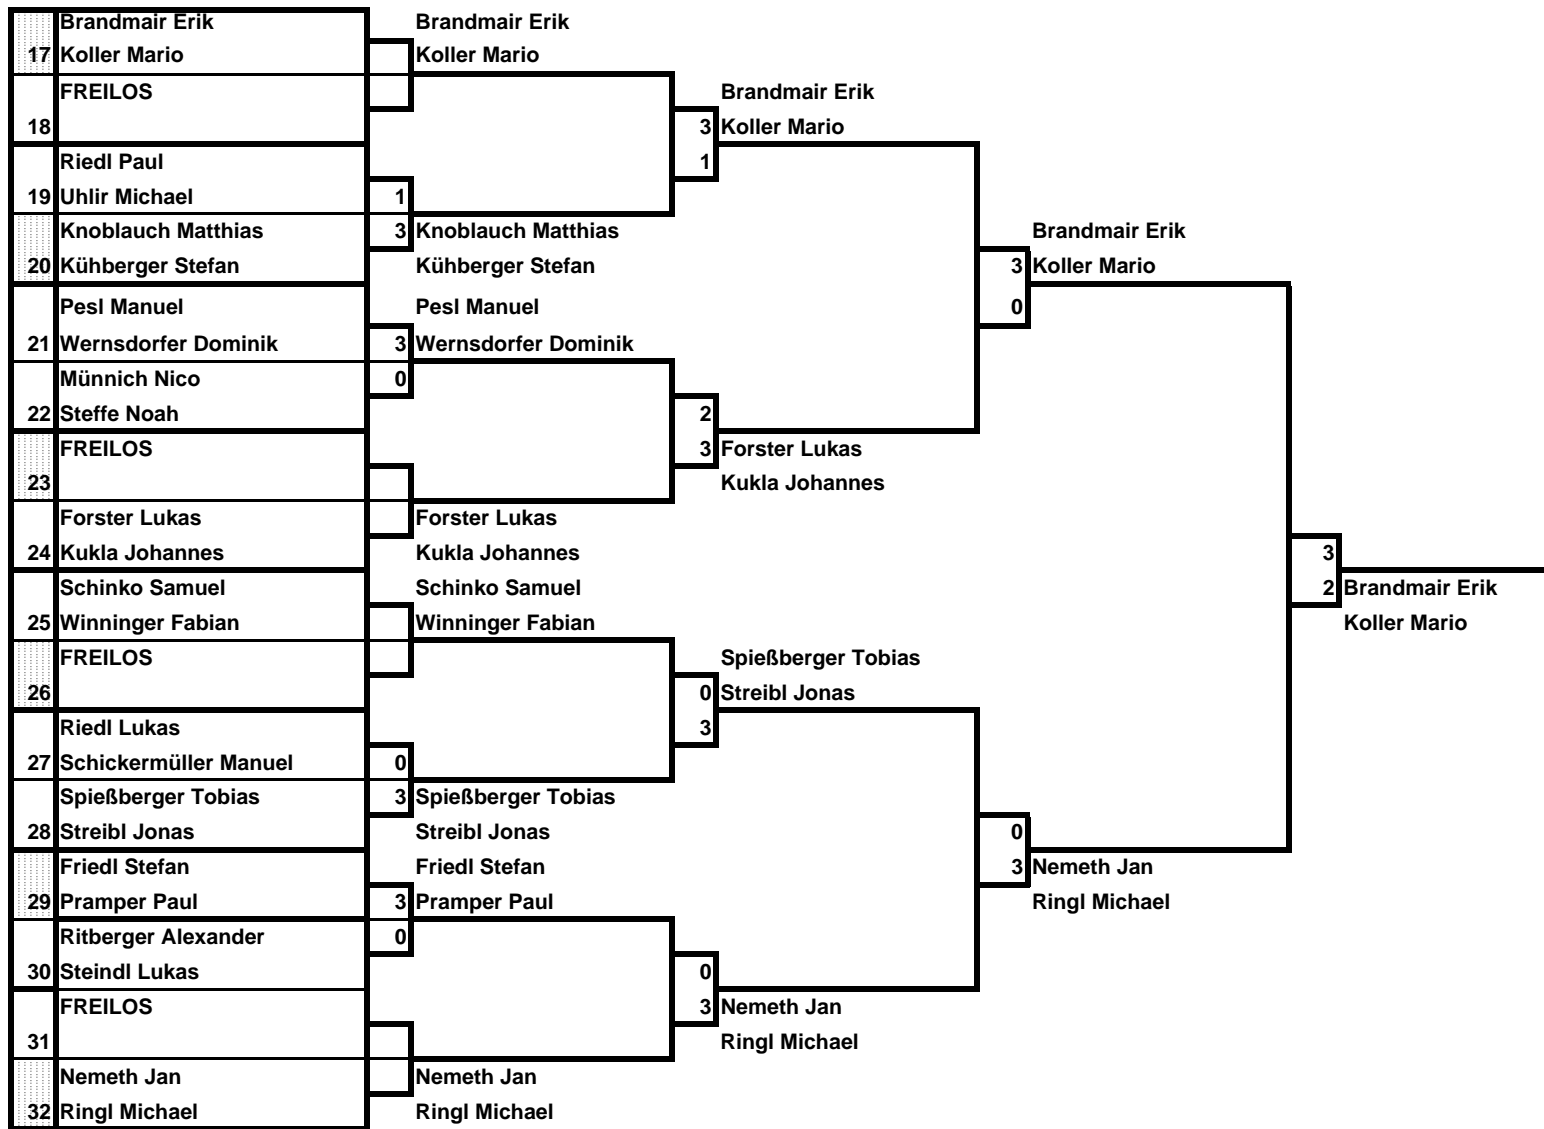 Brandmair Erik Brandmair Erik
17 Koller Mario Koller Mario
FREILOS Brandmair Erik
18 3 Koller Mario
Riedl Paul 1
19 Uhlir Michael 1
Knoblauch Matthias 3 Knoblauch Matthias Brandmair Erik
20 Kühberger Stefan Kühberger Stefan 3 Koller Mario
Pesl Manuel Pesl Manuel 0
21 Wernsdorfer Dominik 3 Wernsdorfer Dominik
Münnich Nico 0
22 Steffe Noah 2
FREILOS 3 Forster Lukas
23 Kukla Johannes
Forster Lukas Forster Lukas
24 Kukla Johannes Kukla Johannes 3
Schinko Samuel Schinko Samuel 2 Brandmair Erik
25 Winninger Fabian Winninger Fabian Koller Mario
FREILOS Spießberger Tobias
26 0 Streibl Jonas
Riedl Lukas 3
27 Schickermüller Manuel 0
Spießberger Tobias 3 Spießberger Tobias
28 Streibl Jonas Streibl Jonas 0
Friedl Stefan Friedl Stefan 3 Nemeth Jan
29 Pramper Paul 3 Pramper Paul Ringl Michael
Ritberger Alexander 0
30 Steindl Lukas 0
FREILOS 3 Nemeth Jan
31 Ringl Michael
Nemeth Jan Nemeth Jan
32 Ringl Michael Ringl Michael